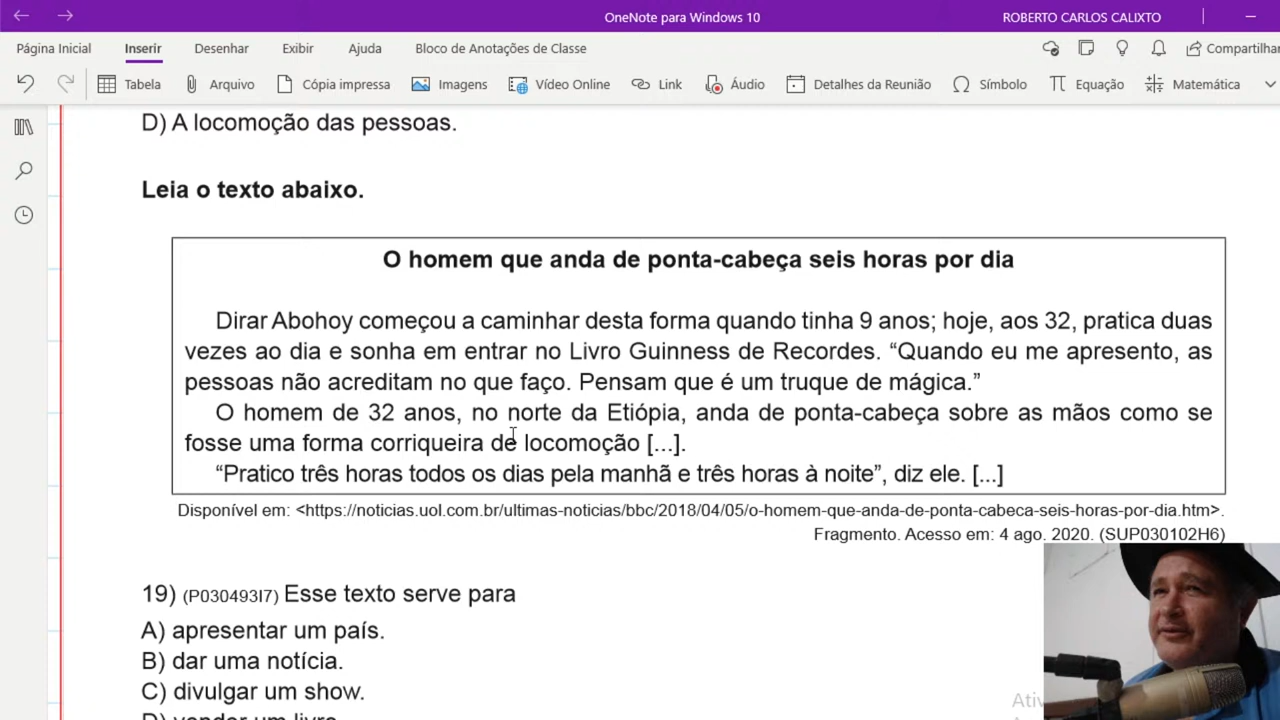 OneNote para Windows 10
ROBERTO CARLOS CALIXTO
Página Inicial Inserir Desenhar Exibir Ajuda Bloco de Anotações de Classe Compartilhar
Tabela Arquivo Cópia impressa Imagens Vídeo Online Link Áudio Detalhes da Reunião Símbolo Equação Matemática
D) A locomoção das pessoas.
Leia o texto abaixo.
O homem que anda de ponta-cabeça seis horas por dia
Dirar Abohoy começou a caminhar desta forma quando tinha 9 anos; hoje, aos 32, pratica duas
vezes ao dia e sonha em entrar no Livro Guinness de Recordes. “Quando eu me apresento, as
pessoas não acreditam no que faço. Pensam que é um truque de mágica.”
O homem de 32 anos, no norte da Etiópia, anda de ponta-cabeça sobre as mãos como se
fosse uma forma corriqueira de locomoção [...].
“Pratico três horas todos os dias pela manhã e três horas à noite”, diz ele. [...]
Disponível em: <https://noticias.uol.com.br/ultimas-noticias/bbc/2018/04/05/o-homem-que-anda-de-ponta-cabeca-seis-horas-por-dia.htm>.
Fragmento. Acesso em: 4 ago. 2020. (SUP030102H6)
19) (P030493I7) Esse texto serve para
A) apresentar um país.
B) dar uma notícia.
C) divulgar um show.
D) vender um livro.